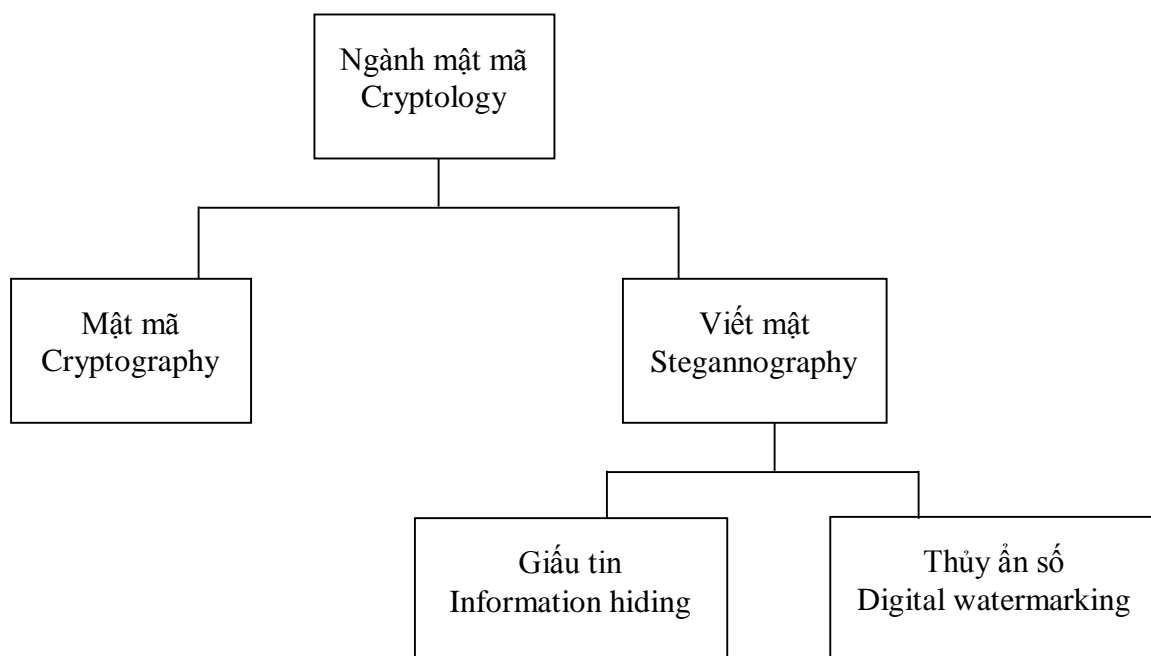 Ngành mật mã
Cryptology
Mật mã
Cryptography
Viết mật
Stegannography
Giấu tin
Information hiding
Thủy ẩn số
Digital watermarking